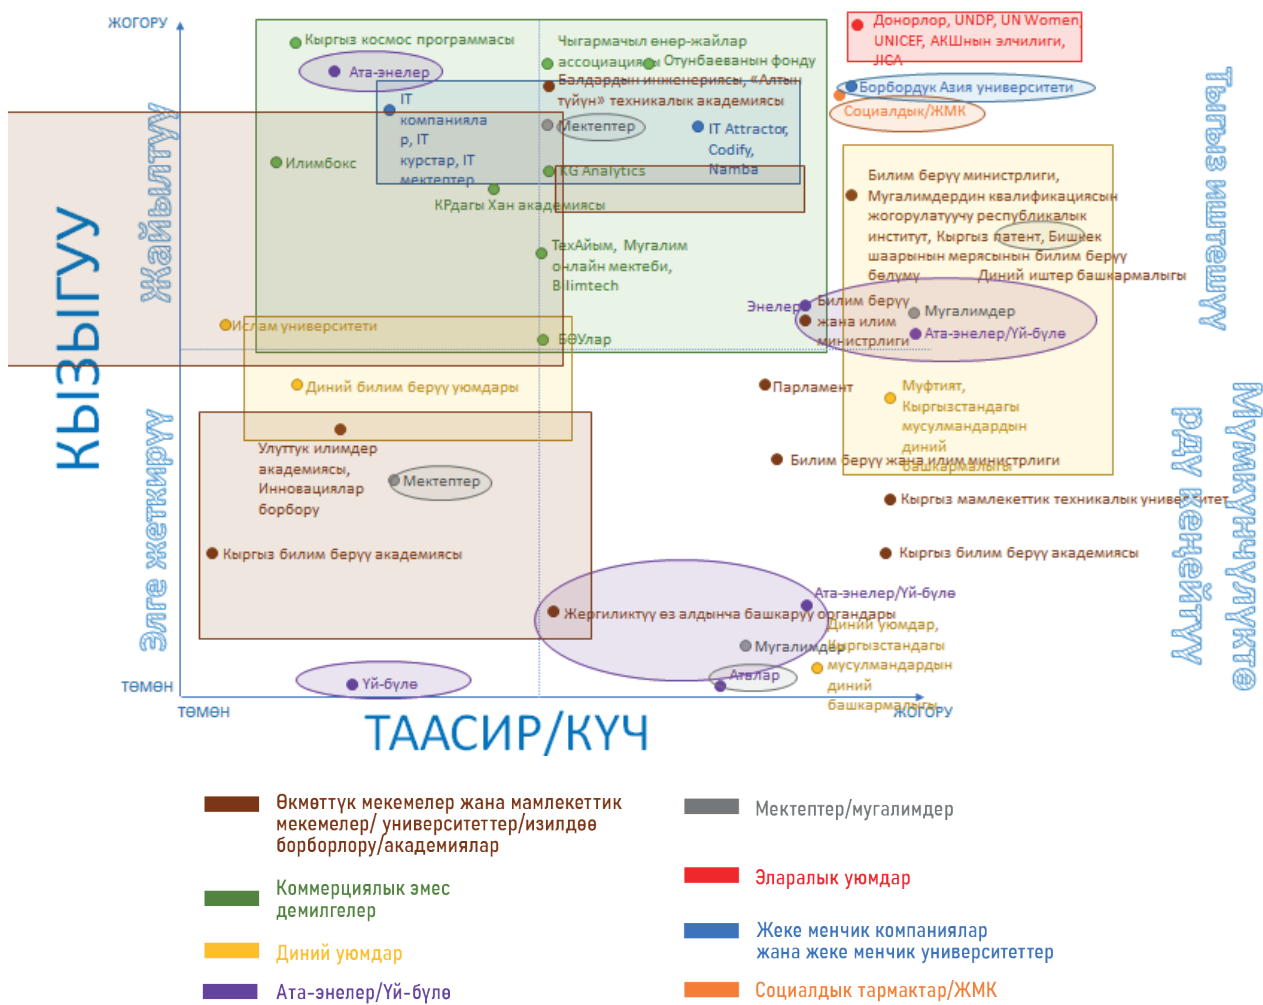 ЖОГОРУ
Кыргыз космос программасы
Ата-энелер
Чыгармачыл өнөр-жайлар
ассоциациясы
Отунбаеванын фонду
Балдардын инженериясы, «Алтын
түйүн» техникалык академиясы
Донорлор, UNDP, UN Women,
UNICEF, АКШнын элчилиги,
JICA
Борбордук Азия университети
Социалдык/ЖМК
IT
компанияла
р, IT
курстар, IT
мектептер
Мектептер
IT Attractor,
Codify,
Namba
Илимбокс
KG Analytics
КРдагы Хан академиясы
Билим берүү министрлиги,
Мугалимдердин квалификациясын
жогорулатуучу республикалык
институт, Кыргыз патент, Бишкек
шаарынын мерясынын билим берүү
бөлүмү
Диний иштер башкармалыгы
ТехАйым, Мугалим
онлайн мектеби,
Bilimtech
Энелер
Билим берүү
жана илим
министрлиги
Мугалимдер
Ата-энелер/Үй-бүлө
Ислам университети
БӨУлар
Диний билим берүү уюмдары
Парламент
Муфтият,
Кыргызстандагы
мусулмандардын
диний
башкармалыгы
Улуттук илимдер
академиясы,
Инновациялар
борбору
Мектептер
Билим берүү жана илим министрлиги
Кыргыз мамлекеттик техникалык университет
Кыргыз билим берүү академиясы
Кыргыз билим берүү академиясы
Жергиликтүү өз алдынча башкаруу органдары
Ата-энелер/Үй-бүлө
Диний уюмдар,
Кыргызстандагы
мусулмандардын
диний
башкармалыгы
Мугалимдер
Аталар
Үй-бүлө
КЫЗЫГУУ
Жайылтуу
Элге жеткирүү
Тыгыз иштешүү
Мүмкүнчүлүктө
рдү кеңейтүү
ТӨМӨН
ТӨМӨН
ЖОГОРУ
ТААСИР/КҮЧ
Өкмөттүк мекемелер жана мамлекеттик
мекемелер/ университеттер/изилдөө
борборлору/академиялар
Коммерциялык эмес
демилгелер
Диний уюмдар
Ата-энелер/Үй-бүлө
Мектептер/мугалимдер
Эларалык уюмдар
Жеке менчик компаниялар
жана жеке менчик университеттер
Социалдык тармактар/ЖМК